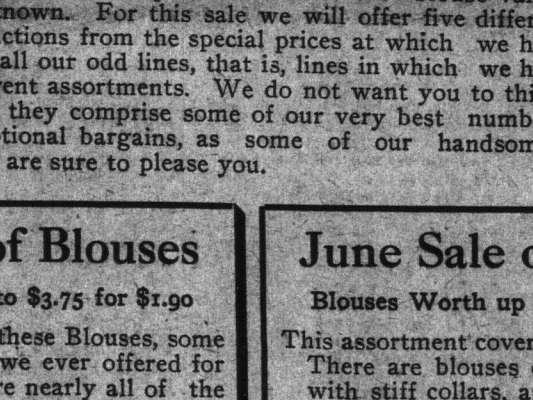 known. For this sale we will offer five differ
ctions from the special prices at which we h
all our odd lines, that is, lines in which we h
rent assortments. We do not want you to thi
they comprise some of our very best numb
tional bargains, as some of our handsom
are sure to please you.
of Blouses
to $3.75 for $1.90
these Blouses, some
we ever offered for
re nearly all of the
June Sale o
Blouses Worth up
This assortment cover
There are blouses
with stiff collars, a